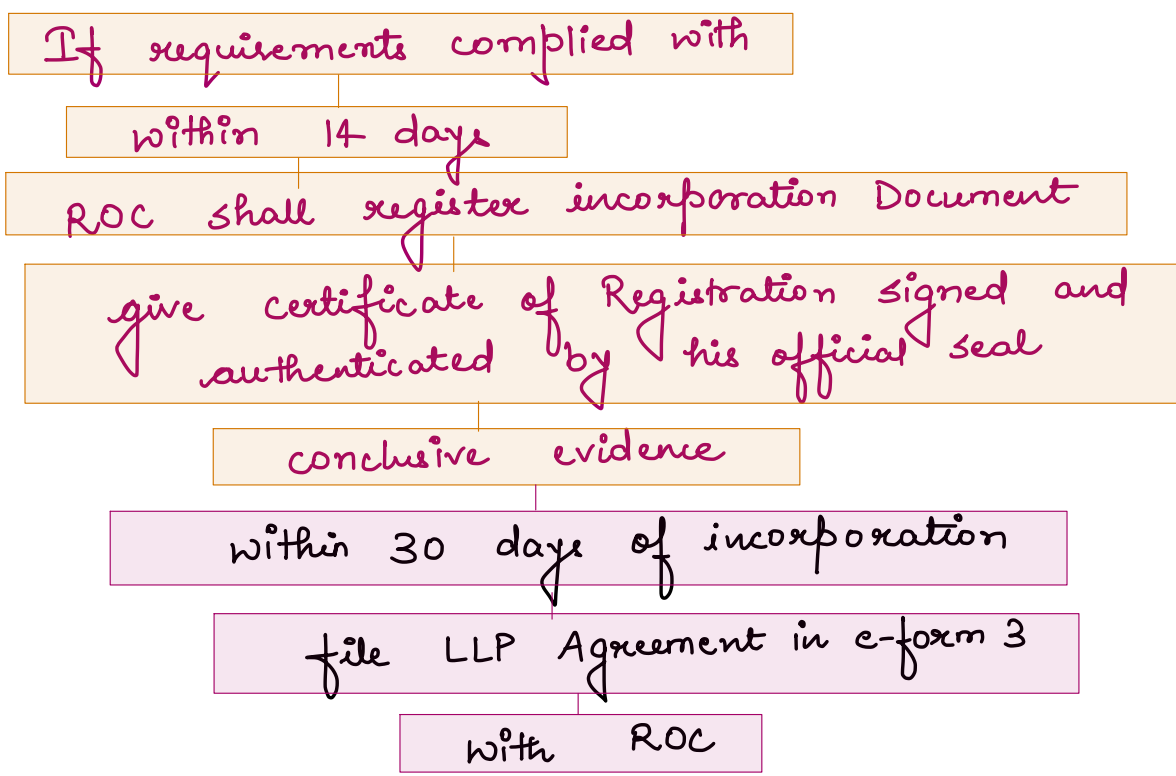 If requirements complied with
within 14 days
ROC shall register incorporation Document
give certificate of Registration signed and
authenticated by his official seal
conclusive evidence
within 30 days of incorporation
file LLP Agreement in e-form 3
with ROC